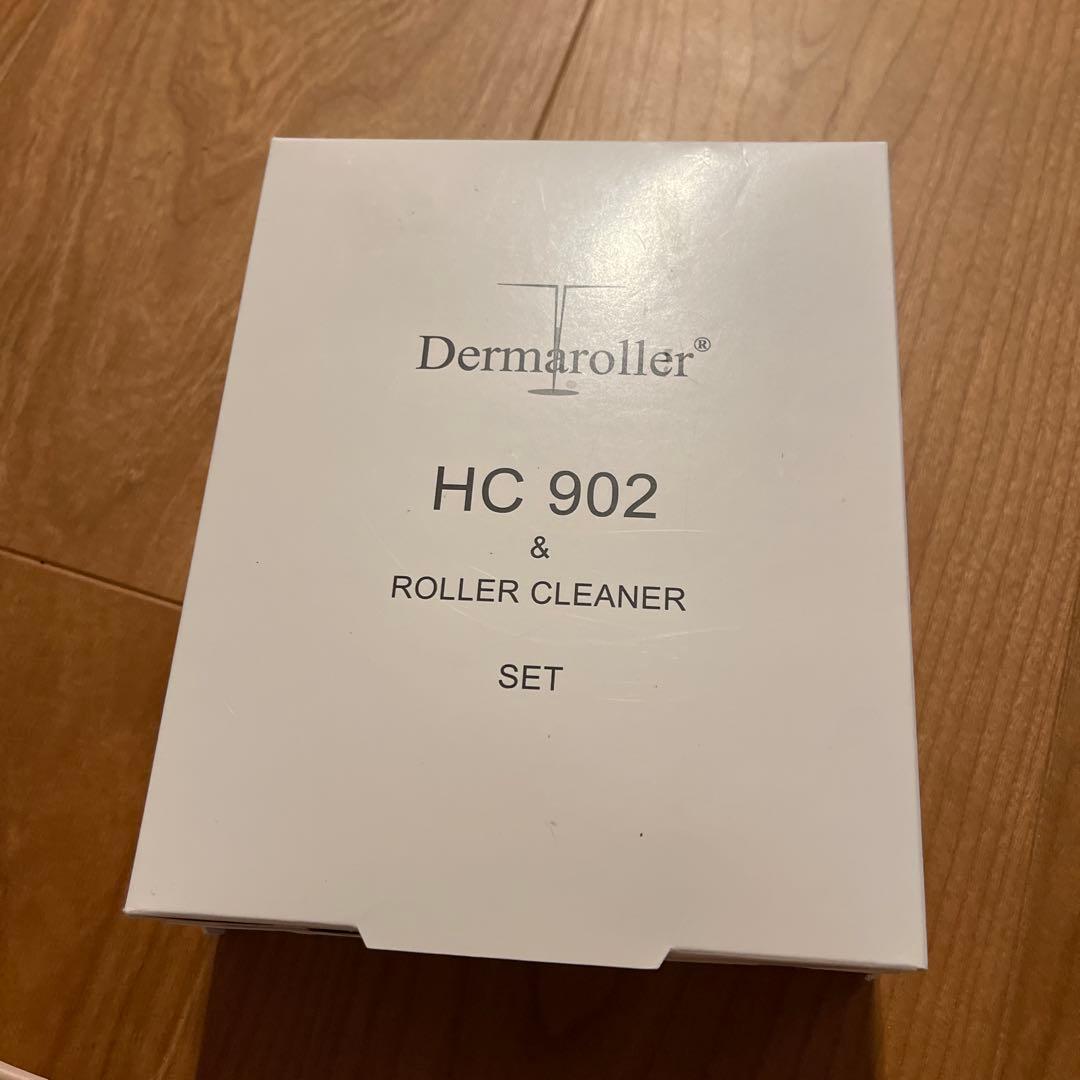 Dermaroller®
HC 902
&
ROLLER CLEANER
SET